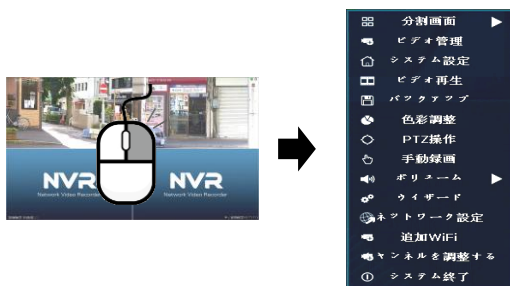 NVR
Network Video Recorder
NVR
Network Video Recorder
分割画面
ビデオ管理
システム設定
ビデオ再生
バックアップ
色彩調整
PTZ操作
手動録画
ボリューム
ウイザード
ネットワーク設定
追加WiFi
チャンネルを調整する
システム終了